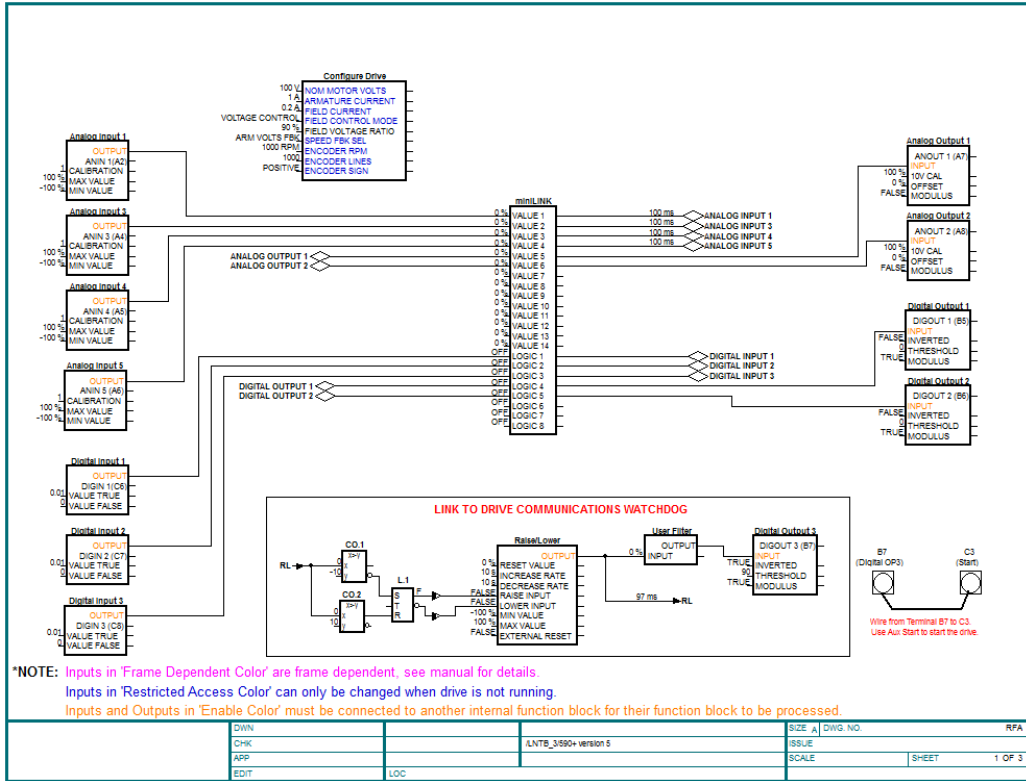 Configure Drive
100 V NOM MOTOR VOLTS
1 A ARMATURE CURRENT
0.2 A FIELD CURRENT
VOLTAGE CONTROL FIELD CONTROL MODE
90 % FIELD VOLTAGE RATIO
ARM VOLTS FBK SPEED FBK SEL
1000 RPM ENCODER RPM
1000 ENCODER LINES
POSITIVE ENCODER SIGN
Analog Input 1
OUTPUT
ANIN 1(A2)
1 CALIBRATION
100 % MAX VALUE
-100 % MIN VALUE
Analog Input 3
OUTPUT
ANIN 3 (A4)
1 CALIBRATION
100 % MAX VALUE
-100 % MIN VALUE
Analog Input 4
OUTPUT
ANIN 4 (A5)
1 CALIBRATION
100 % MAX VALUE
-100 % MIN VALUE
Analog Input 5
OUTPUT
ANIN 5 (A6)
1 CALIBRATION
100 % MAX VALUE
-100 % MIN VALUE
Digital Input 1
OUTPUT
DIGIN 1(C6)
0.01 VALUE TRUE
0 VALUE FALSE
Digital Input 2
OUTPUT
DIGIN 2 (C7)
0.01 VALUE TRUE
0 VALUE FALSE
Digital Input 3
OUTPUT
DIGIN 3 (C8)
0.01 VALUE TRUE
0 VALUE FALSE
ANALOG OUTPUT 1
ANALOG OUTPUT 2
DIGITAL OUTPUT 1
DIGITAL OUTPUT 2
miniLINK
0 % VALUE 1
0 % VALUE 2
0 % VALUE 3
0 % VALUE 4
0 % VALUE 5
0 % VALUE 6
0 % VALUE 7
0 % VALUE 8
0 % VALUE 9
0 % VALUE 10
0 % VALUE 11
0 % VALUE 12
0 % VALUE 13
0 % VALUE 14
OFF LOGIC 1
OFF LOGIC 2
OFF LOGIC 3
OFF LOGIC 4
OFF LOGIC 5
OFF LOGIC 6
OFF LOGIC 7
OFF LOGIC 8
100 ms ANALOG INPUT 1
100 ms ANALOG INPUT 3
100 ms ANALOG INPUT 4
100 ms ANALOG INPUT 5
DIGITAL INPUT 1
DIGITAL INPUT 2
DIGITAL INPUT 3
Analog Output 1
ANOUT 1 (A7)
INPUT
100 % 10V CAL
0 % OFFSET
FALSE MODULUS
Analog Output 2
ANOUT 2 (A8)
INPUT
100 % 10V CAL
0 % OFFSET
FALSE MODULUS
Digital Output 1
DIGOUT 1 (B5)
INPUT
FALSE INVERTED
0 THRESHOLD
TRUE MODULUS
Digital Output 2
DIGOUT 2 (B6)
INPUT
FALSE INVERTED
0 THRESHOLD
TRUE MODULUS
LINK TO DRIVE COMMUNICATIONS WATCHDOG
RL
CO.1
x>y
0 x
-10 y
CO.2
x>y
0 x
10 y
L.1
S F
T
R
Raise/Lower
OUTPUT
0 % RESET VALUE
10 s INCREASE RATE
10 s DECREASE RATE
FALSE RAISE INPUT
FALSE LOWER INPUT
-100 % MIN VALUE
100 % MAX VALUE
FALSE EXTERNAL RESET
97 ms RL
User Filter
OUTPUT
0 % INPUT
Digital Output 3
DIGOUT 3 (B7)
INPUT
TRUE INVERTED
90 THRESHOLD
TRUE MODULUS
B7
(Digital OP3)
C3
(Start)
Wire from Terminal B7 to C3.
Use Aux Start to start the drive.
*NOTE: Inputs in 'Frame Dependent Color' are frame dependent, see manual for details.
Inputs in 'Restricted Access Color' can only be changed when drive is not running.
Inputs and Outputs in 'Enable Color' must be connected to another internal function block for their function block to be processed.
DWN
CHK
APP
EDIT
LOC
/LNTB_3/590+ version 5
SIZE A DWG. NO. RFA
ISSUE
SCALE SHEET 1 OF 3